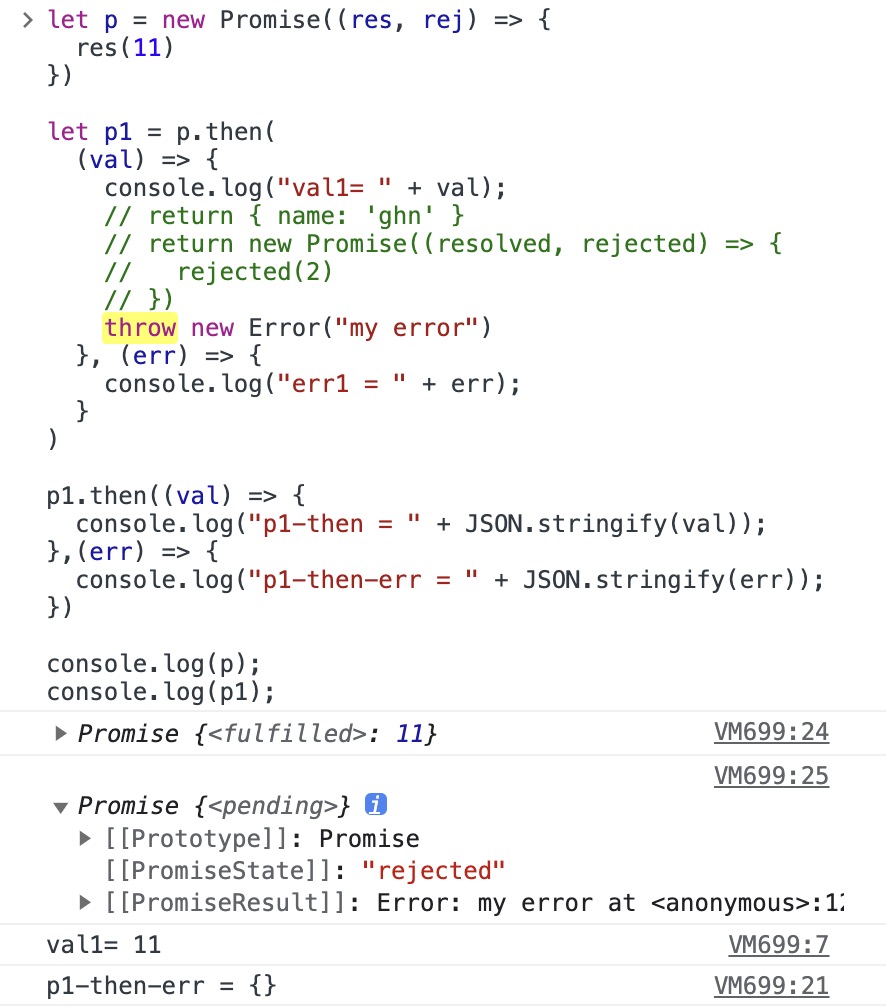 > let p = new Promise((res, rej) => {
res(11)
})
let p1 = p.then(
(val) => {
console.log("val1= " + val);
// return { name: 'ghn' }
// return new Promise((resolved, rejected) => {
//   rejected(2)
// })
throw new Error("my error")
}, (err) => {
console.log("err1 = " + err);
}
)
p1.then((val) => {
console.log("p1-then = " + JSON.stringify(val));
},(err) => {
console.log("p1-then-err = " + JSON.stringify(err));
})
console.log(p);
console.log(p1);
Promise {<fulfilled>: 11} VM699:24
VM699:25
Promise {<pending>} i
[[Prototype]]: Promise
[[PromiseState]]: "rejected"
[[PromiseResult]]: Error: my error at <anonymous>:12
val1= 11 VM699:7
p1-then-err = {} VM699:21